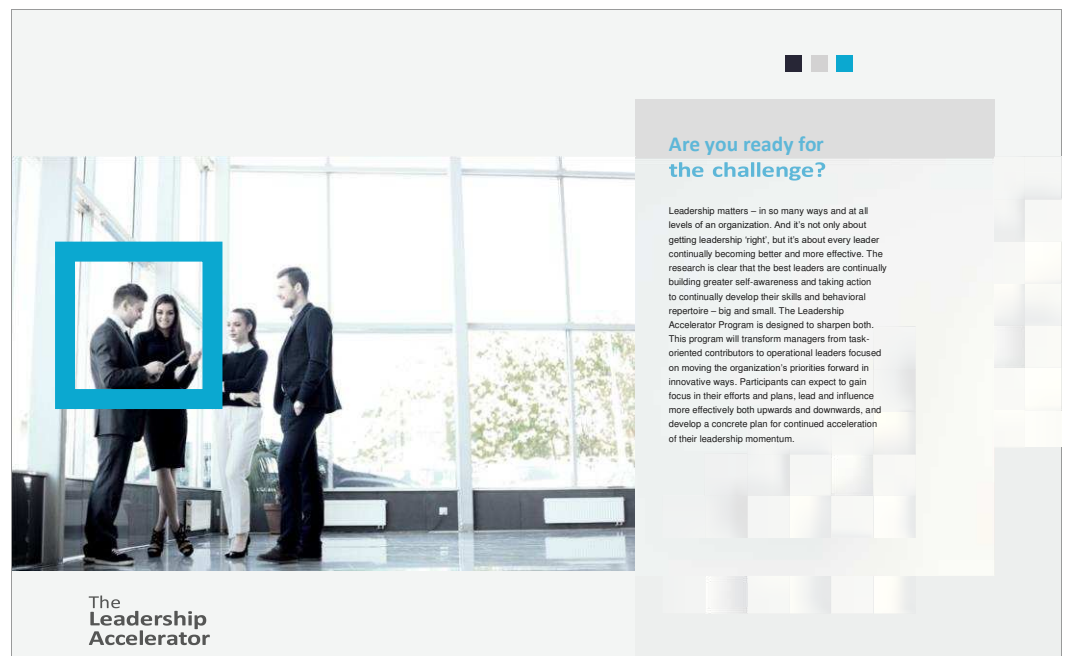 Are you ready for
the challenge?
Leadership matters – in so many ways and at all
levels of an organization. And it’s not only about
getting leadership ‘right’, but it’s about every leader
continually becoming better and more effective. The
research is clear that the best leaders are continually
building greater self-awareness and taking action
to continually develop their skills and behavioral
repertoire – big and small. The Leadership
Accelerator Program is designed to sharpen both.
This program will transform managers from task-
oriented contributors to operational leaders focused
on moving the organization’s priorities forward in
innovative ways. Participants can expect to gain
focus in their efforts and plans, lead and influence
more effectively both upwards and downwards, and
develop a concrete plan for continued acceleration
of their leadership momentum.
The
Leadership
Accelerator